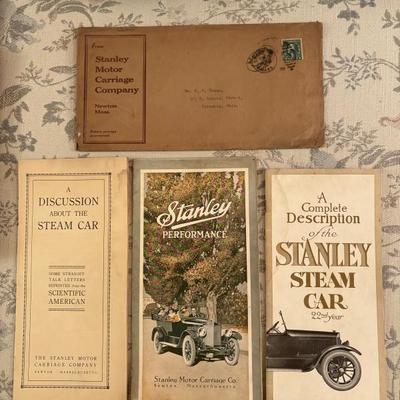 From
Stanley
Motor
Carriage
Company
Newton
Mass.
A
DISCUSSION
ABOUT THE
STEAM CAR
SOME STRAIGHT
TALK LETTERS
REPRINTED from the
SCIENTIFIC
AMERICAN
THE STANLEY MOTOR
CARRIAGE COMPANY
NEWTON MASSACHUSETTS
Stanley
PERFORMANCE
Stanley Motor Carriage Co.
Newton, Massachusetts
A
Complete
Description
of the
STANLEY
STEAM
CAR
22nd year